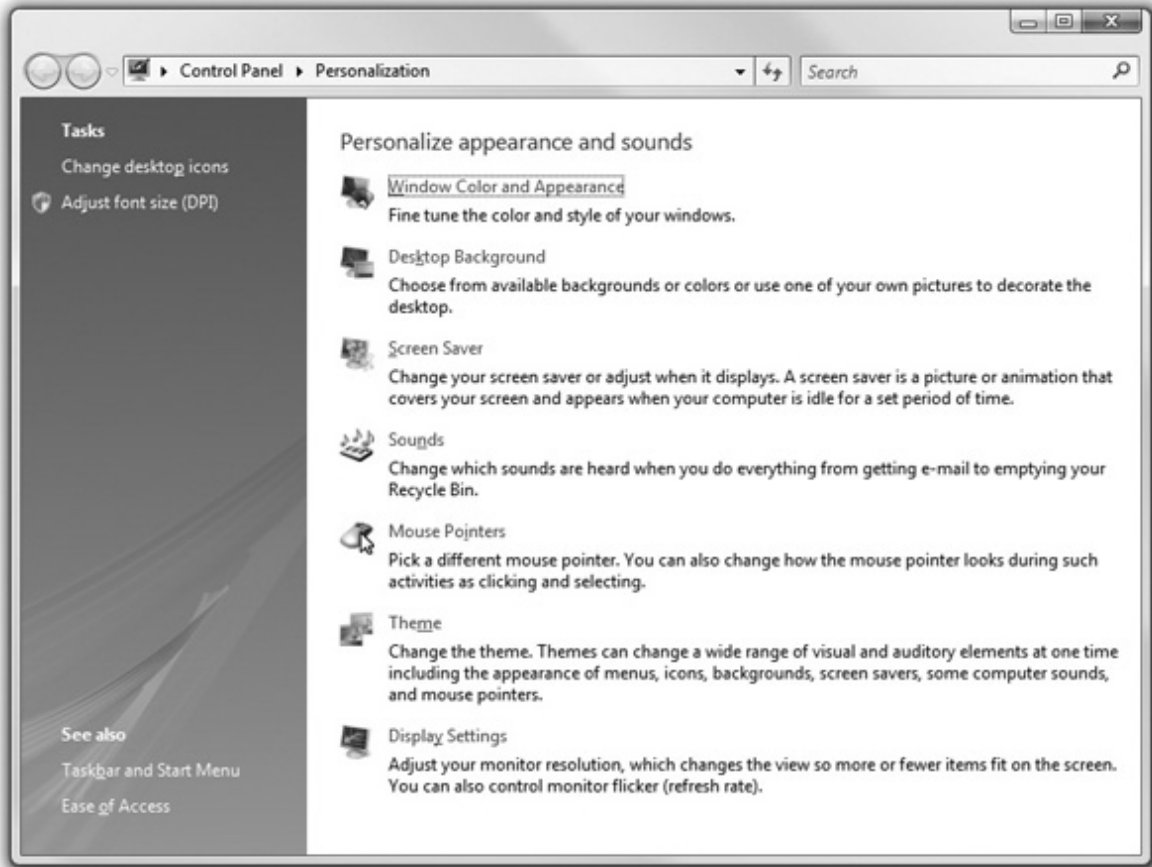 Control Panel Personalization
Search
Tasks
Change desktop icons
Adjust font size (DPI)
See also
Taskbar and Start Menu
Ease of Access
Personalize appearance and sounds
Window Color and Appearance
Fine tune the color and style of your windows.
Desktop Background
Choose from available backgrounds or colors or use one of your own pictures to decorate the
desktop.
Screen Saver
Change your screen saver or adjust when it displays. A screen saver is a picture or animation that
covers your screen and appears when your computer is idle for a set period of time.
Sounds
Change which sounds are heard when you do everything from getting e-mail to emptying your
Recycle Bin.
Mouse Pointers
Pick a different mouse pointer. You can also change how the mouse pointer looks during such
activities as clicking and selecting.
Theme
Change the theme. Themes can change a wide range of visual and auditory elements at one time
including the appearance of menus, icons, backgrounds, screen savers, some computer sounds,
and mouse pointers.
Display Settings
Adjust your monitor resolution, which changes the view so more or fewer items fit on the screen.
You can also control monitor flicker (refresh rate).